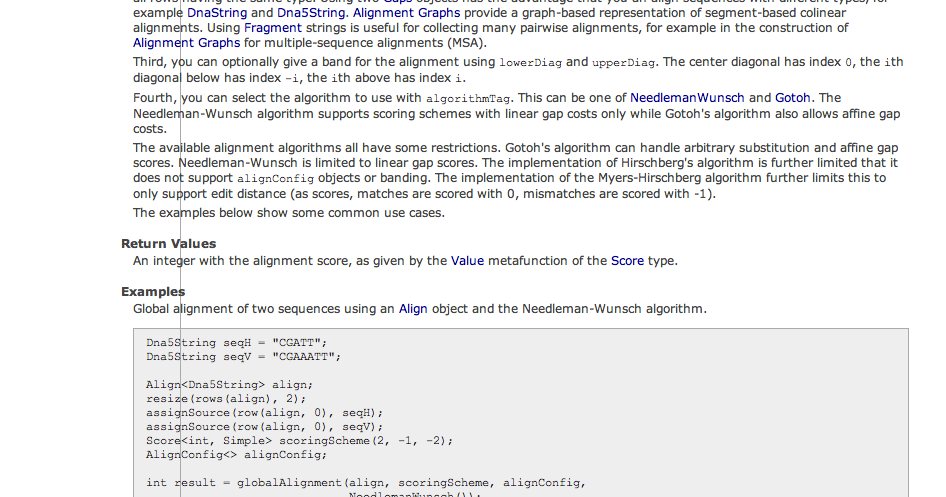 all rows having the same type. Using two Gaps objects has the advantage that you an align sequences with different types, for
example DnaString and Dna5String. Alignment Graphs provide a graph-based representation of segment-based colinear
alignments. Using Fragment strings is useful for collecting many pairwise alignments, for example in the construction of
Alignment Graphs for multiple-sequence alignments (MSA).
Third, you can optionally give a band for the alignment using lowerDiag and upperDiag. The center diagonal has index 0, the ith
diagonal below has index -i, the ith above has index i.
Fourth, you can select the algorithm to use with algorithmTag. This can be one of NeedlemanWunsch and Gotoh. The
Needleman-Wunsch algorithm supports scoring schemes with linear gap costs only while Gotoh's algorithm also allows affine gap
costs.
The available alignment algorithms all have some restrictions. Gotoh's algorithm can handle arbitrary substitution and affine gap
scores. Needleman-Wunsch is limited to linear gap scores. The implementation of Hirschberg's algorithm is further limited that it
does not support alignConfig objects or banding. The implementation of the Myers-Hirschberg algorithm further limits this to
only support edit distance (as scores, matches are scored with 0, mismatches are scored with -1).
The examples below show some common use cases.
Return Values
An integer with the alignment score, as given by the Value metafunction of the Score type.
Examples
Global alignment of two sequences using an Align object and the Needleman-Wunsch algorithm.
Dna5String seqH = "CGATT";
Dna5String seqV = "CGAAATT";
Align<Dna5String> align;
resize(rows(align), 2);
assignSource(row(align, 0), seqH);
assignSource(row(align, 0), seqV);
Score<int, Simple> scoringScheme(2, -1, -2);
AlignConfig<> alignConfig;
int result = globalAlignment(align, scoringScheme, alignConfig,
NeedlemanWunsch());